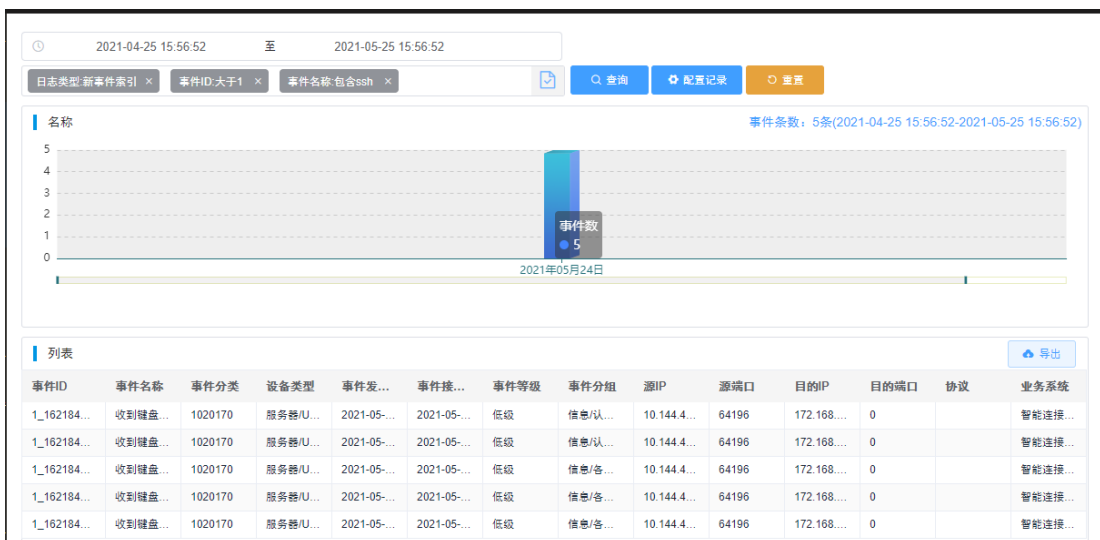 2021-04-25 15:56:52 至 2021-05-25 15:56:52
日志类型:新事件索引 × 事件ID:大于1 × 事件名称:包含ssh × 查询 配置记录 重置
名称 事件条数：5条(2021-04-25 15:56:52-2021-05-25 15:56:52)
5
4
3
2
1
0
事件数
5
2021年05月24日
列表 导出
事件ID 事件名称 事件分类 设备类型 事件发... 事件接... 事件等级 事件分组 源IP 源端口 目的IP 目的端口 协议 业务系统
1_162184... 收到键盘... 1020170 服务器/U... 2021-05-... 2021-05-... 低级 信息/认... 10.144.4... 64196 172.168.... 0 智能连接...
1_162184... 收到键盘... 1020170 服务器/U... 2021-05-... 2021-05-... 低级 信息/认... 10.144.4... 64196 172.168.... 0 智能连接...
1_162184... 收到键盘... 1020170 服务器/U... 2021-05-... 2021-05-... 低级 信息/各... 10.144.4... 64196 172.168.... 0 智能连接...
1_162184... 收到键盘... 1020170 服务器/U... 2021-05-... 2021-05-... 低级 信息/各... 10.144.4... 64196 172.168.... 0 智能连接...
1_162184... 收到键盘... 1020170 服务器/U... 2021-05-... 2021-05-... 低级 信息/各... 10.144.4... 64196 172.168.... 0 智能连接...